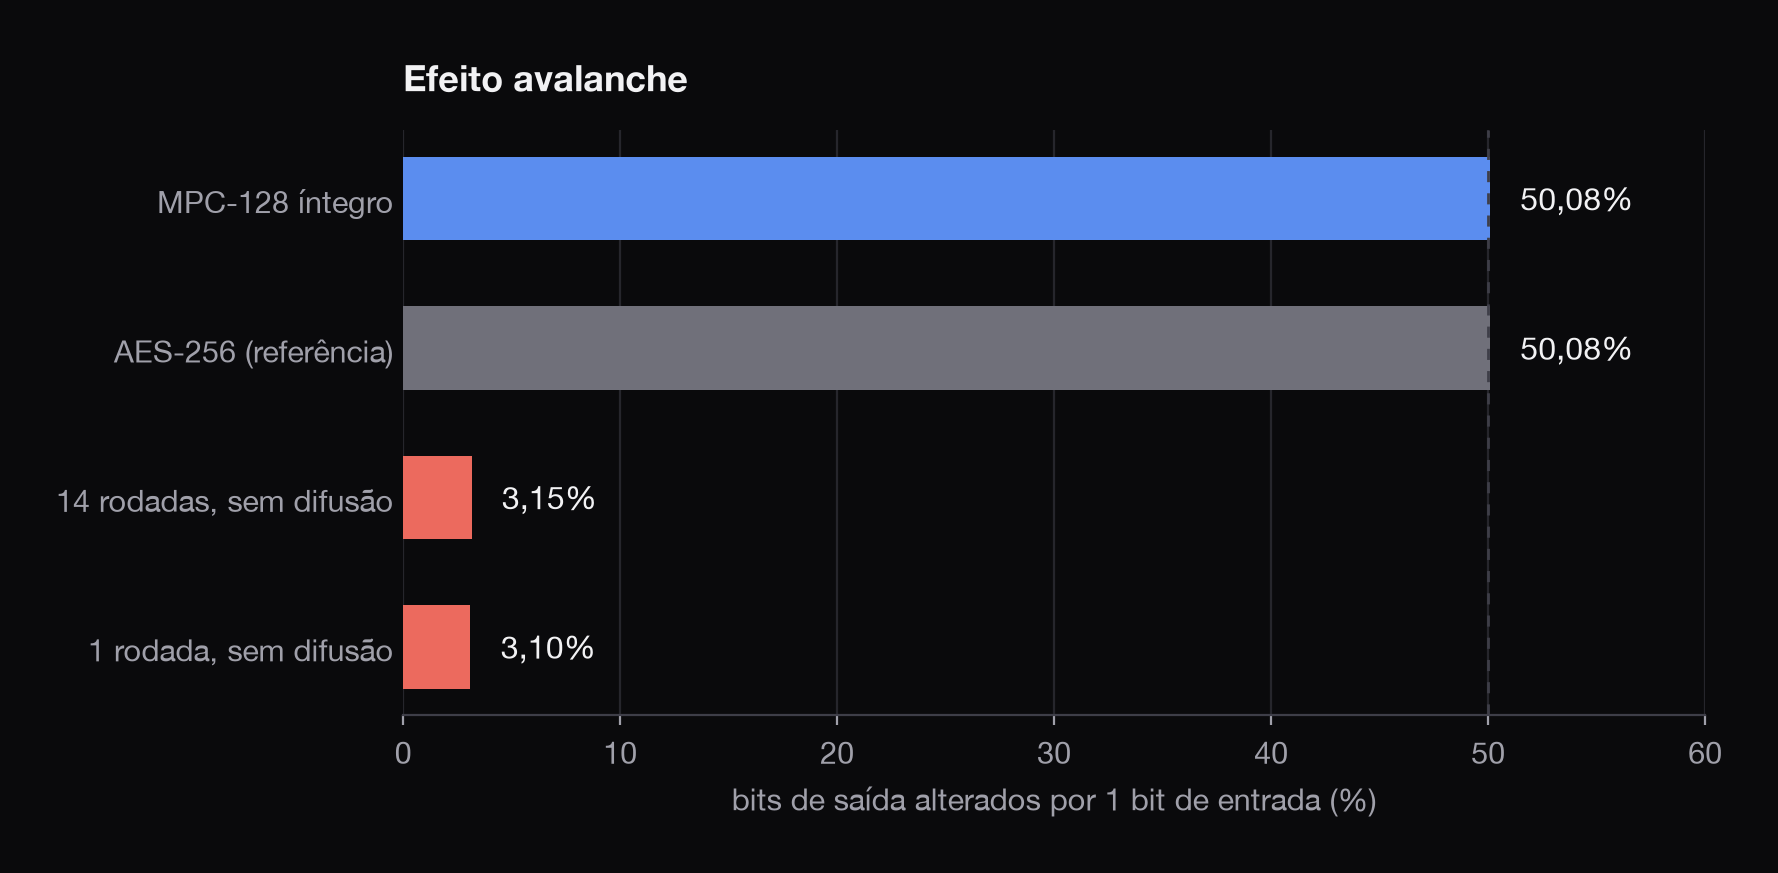 Efeito avalanche
MPC-128 íntegro
50,08%
AES-256 (referência)
50,08%
14 rodadas, sem difusão
3,15%
1 rodada, sem difusão
3,10%
0 10 20 30 40 50 60
bits de saída alterados por 1 bit de entrada (%)